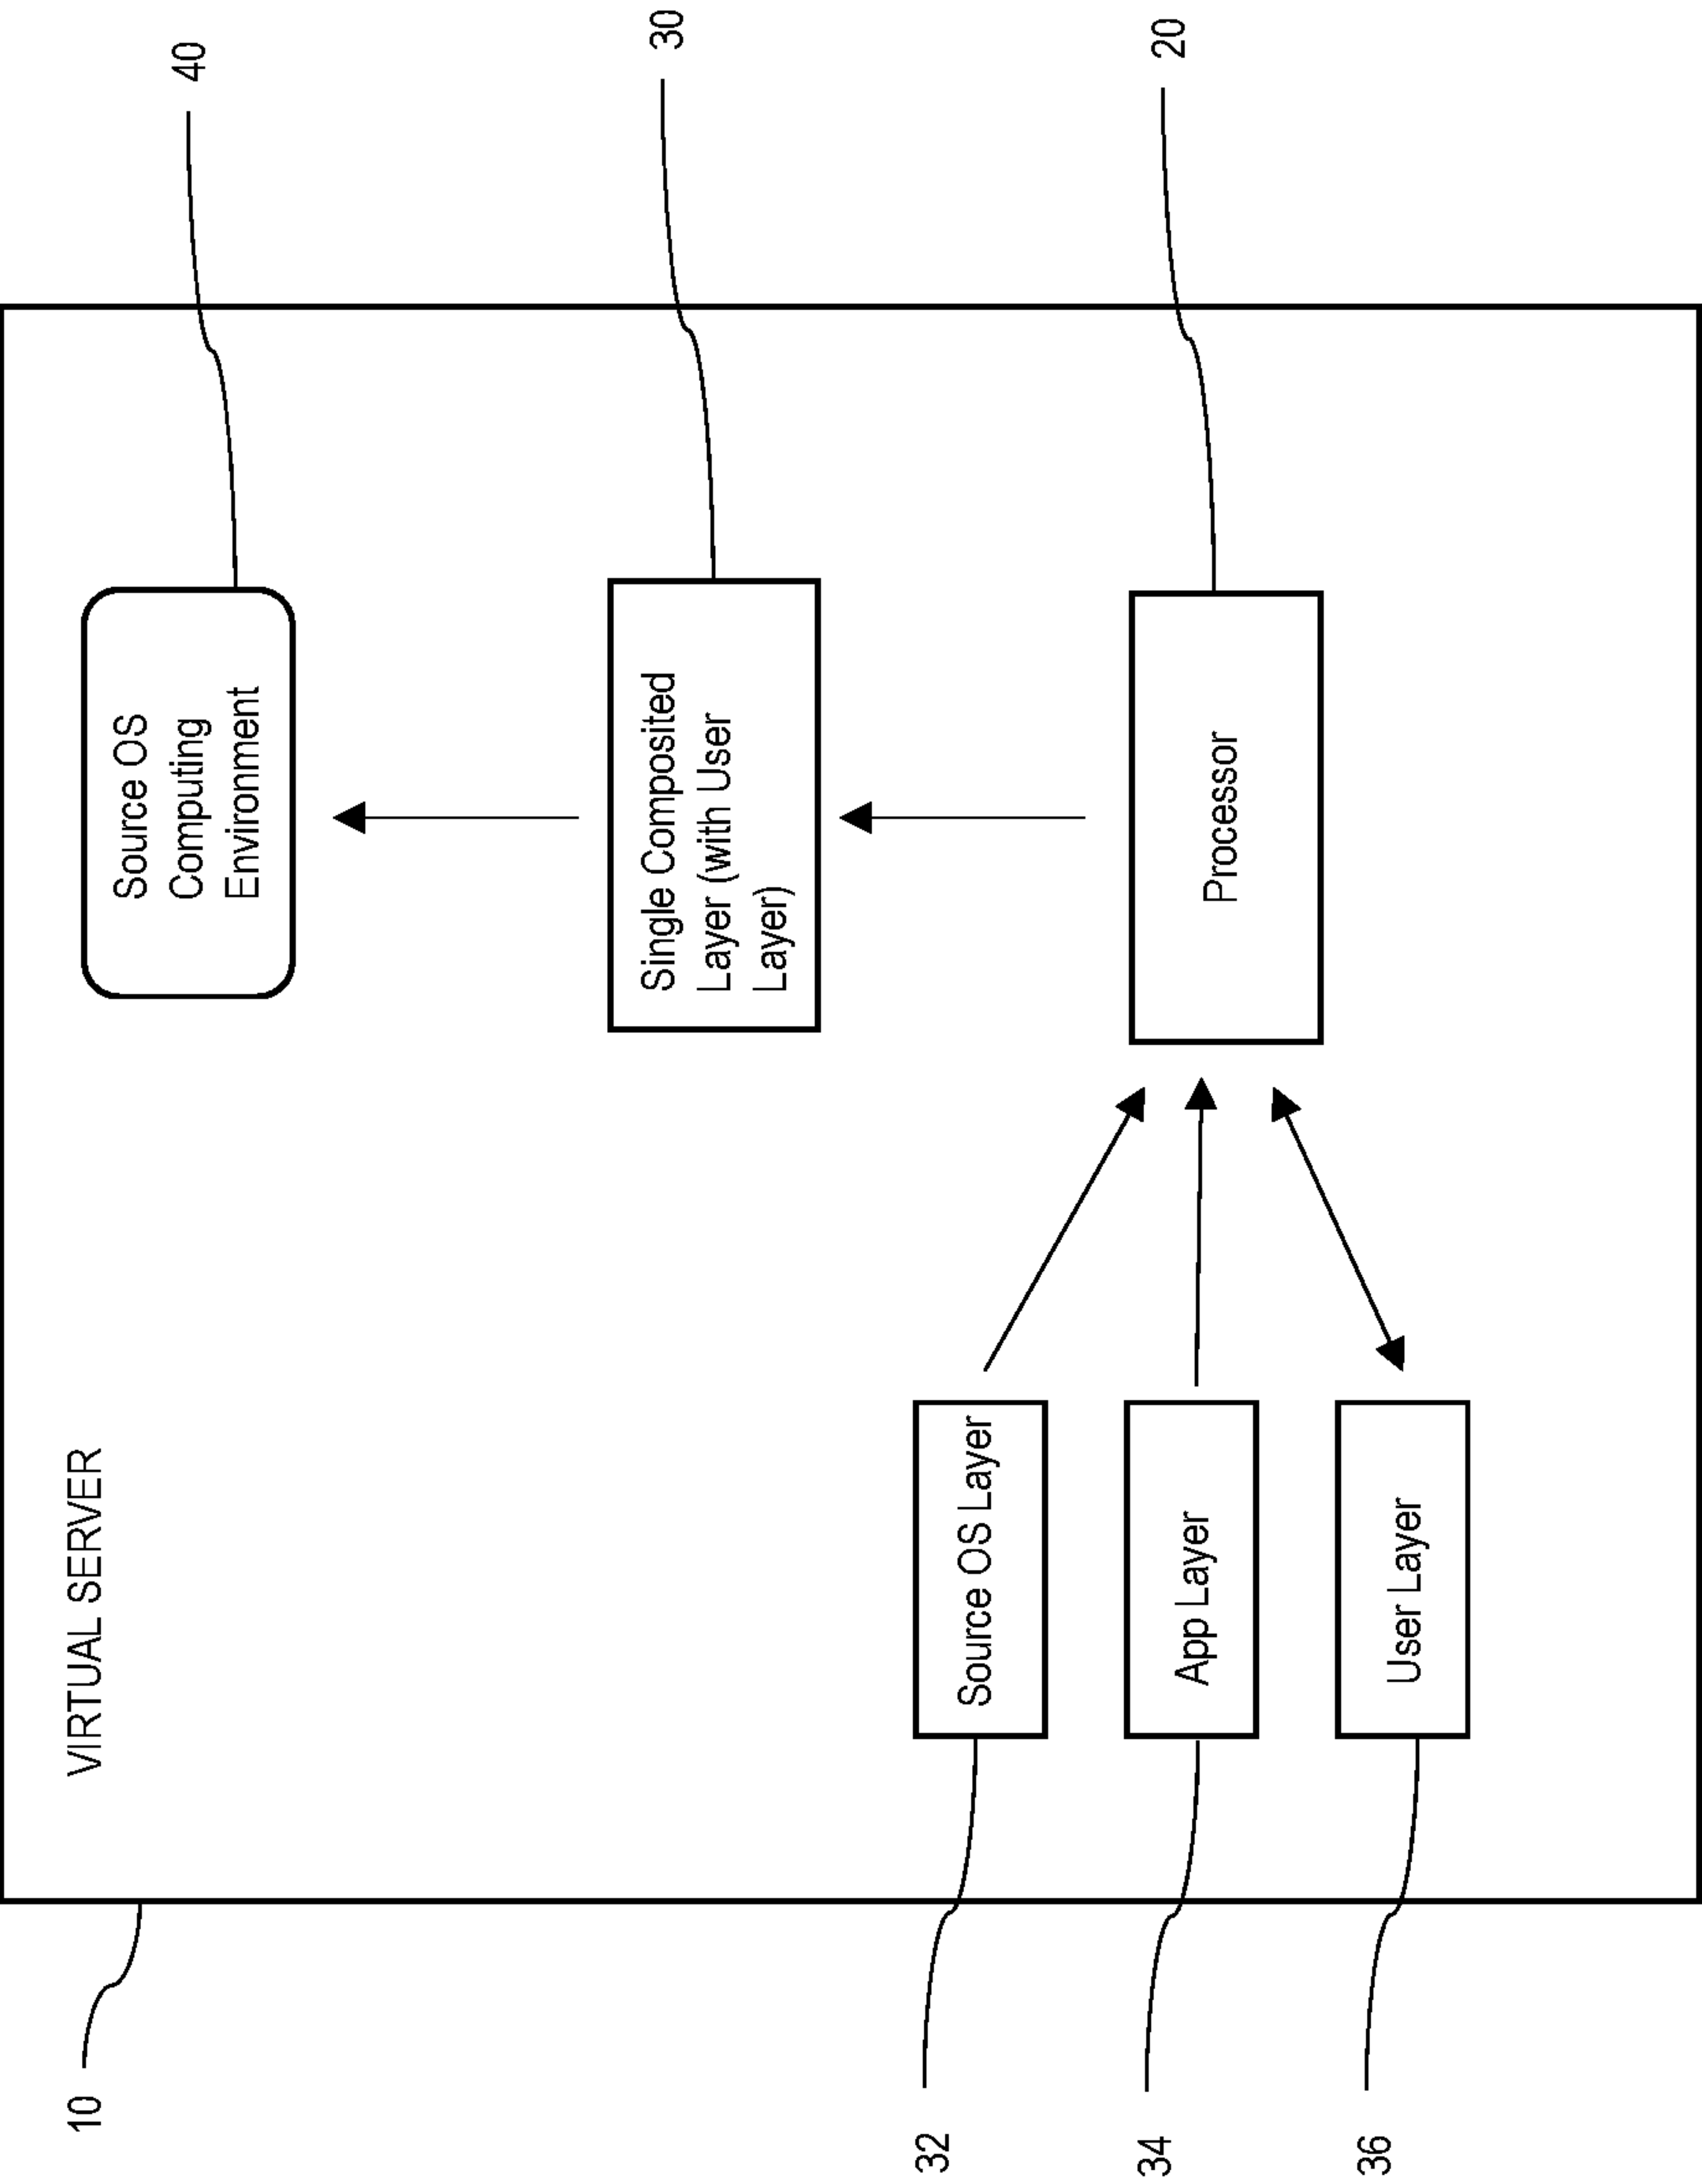 VIRTUAL SERVER
10
Source OS
Computing
Environment
40
Single Composited
Layer (with User
Layer)
30
Source OS Layer
32
Processor
20
App Layer
34
User Layer
36